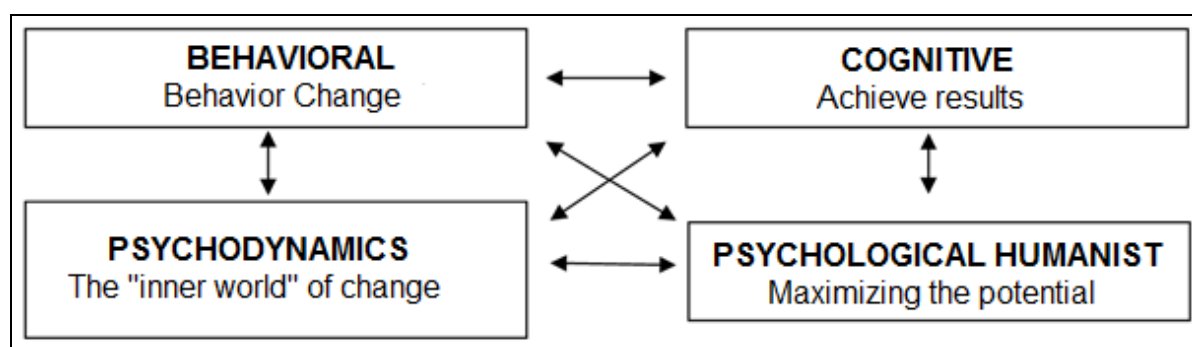 BEHAVIORAL
Behavior Change
COGNITIVE
Achieve results
PSYCHODYNAMICS
The "inner world" of change
PSYCHOLOGICAL HUMANIST
Maximizing the potential